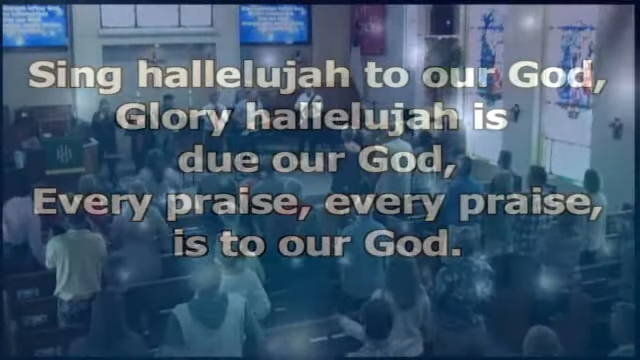 Sing hallelujah to our God,
Glory hallelujah is
due our God,
Every praise, every praise,
is to our God.